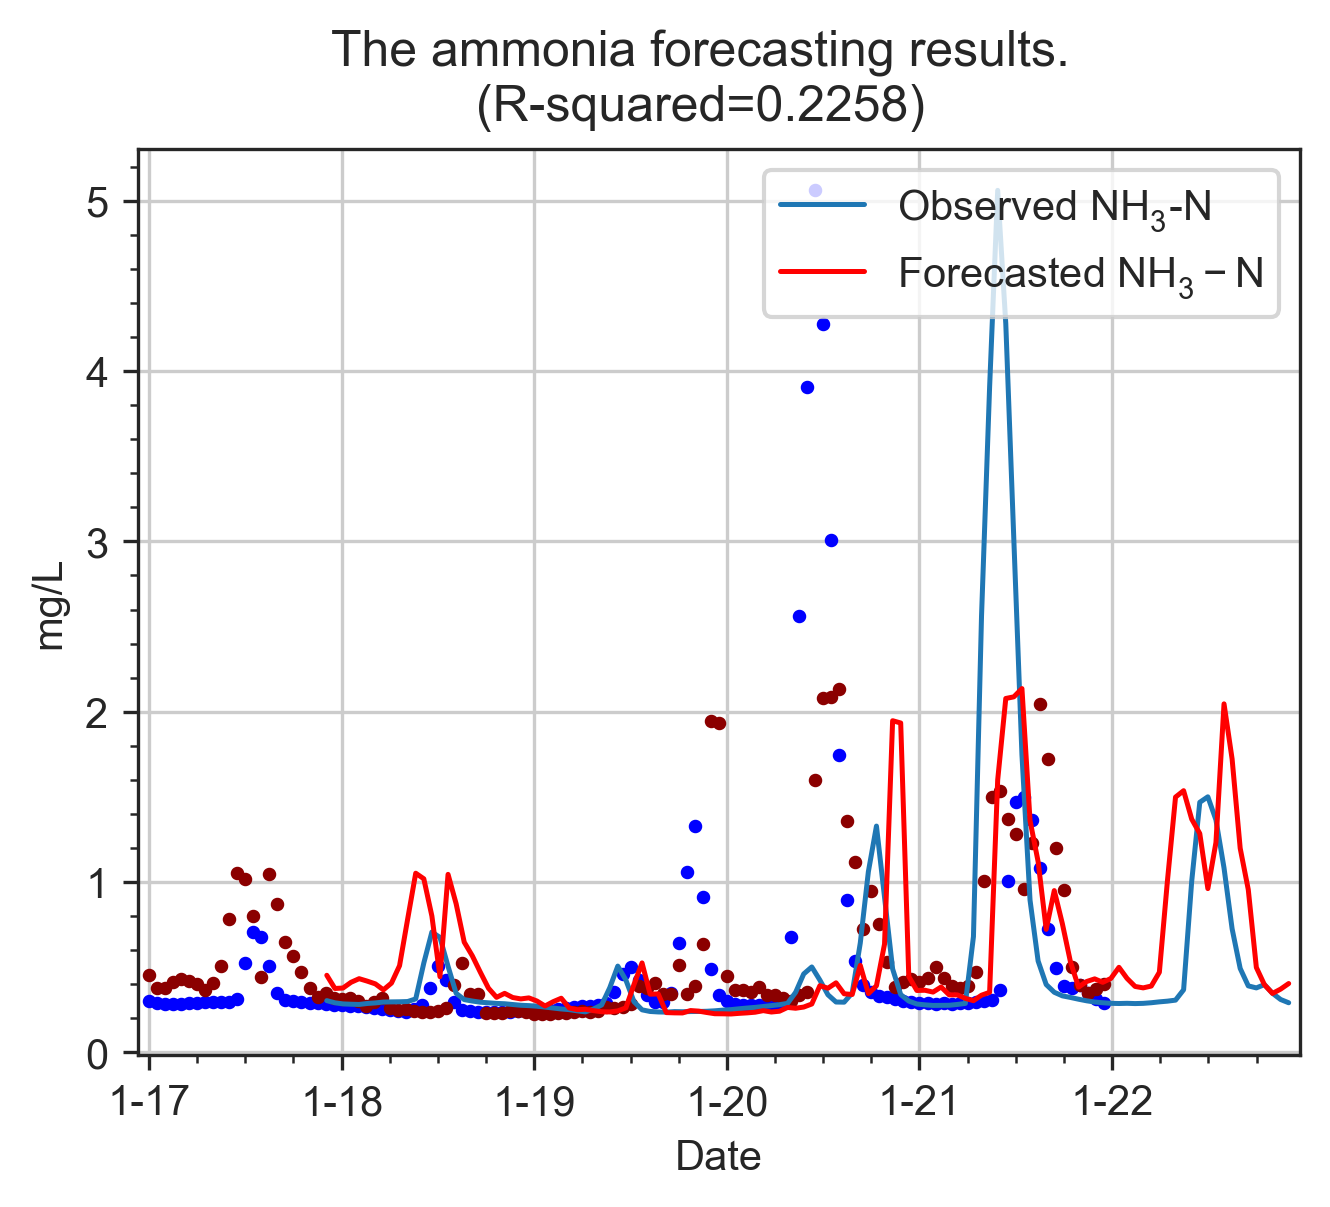 The ammonia forecasting results.
(R-squared=0.2258)
Observed NH₃-N
Forecasted NH₃ − N
mg/L
5
4
3
2
1
0
1-17 1-18 1-19 1-20 1-21 1-22
Date